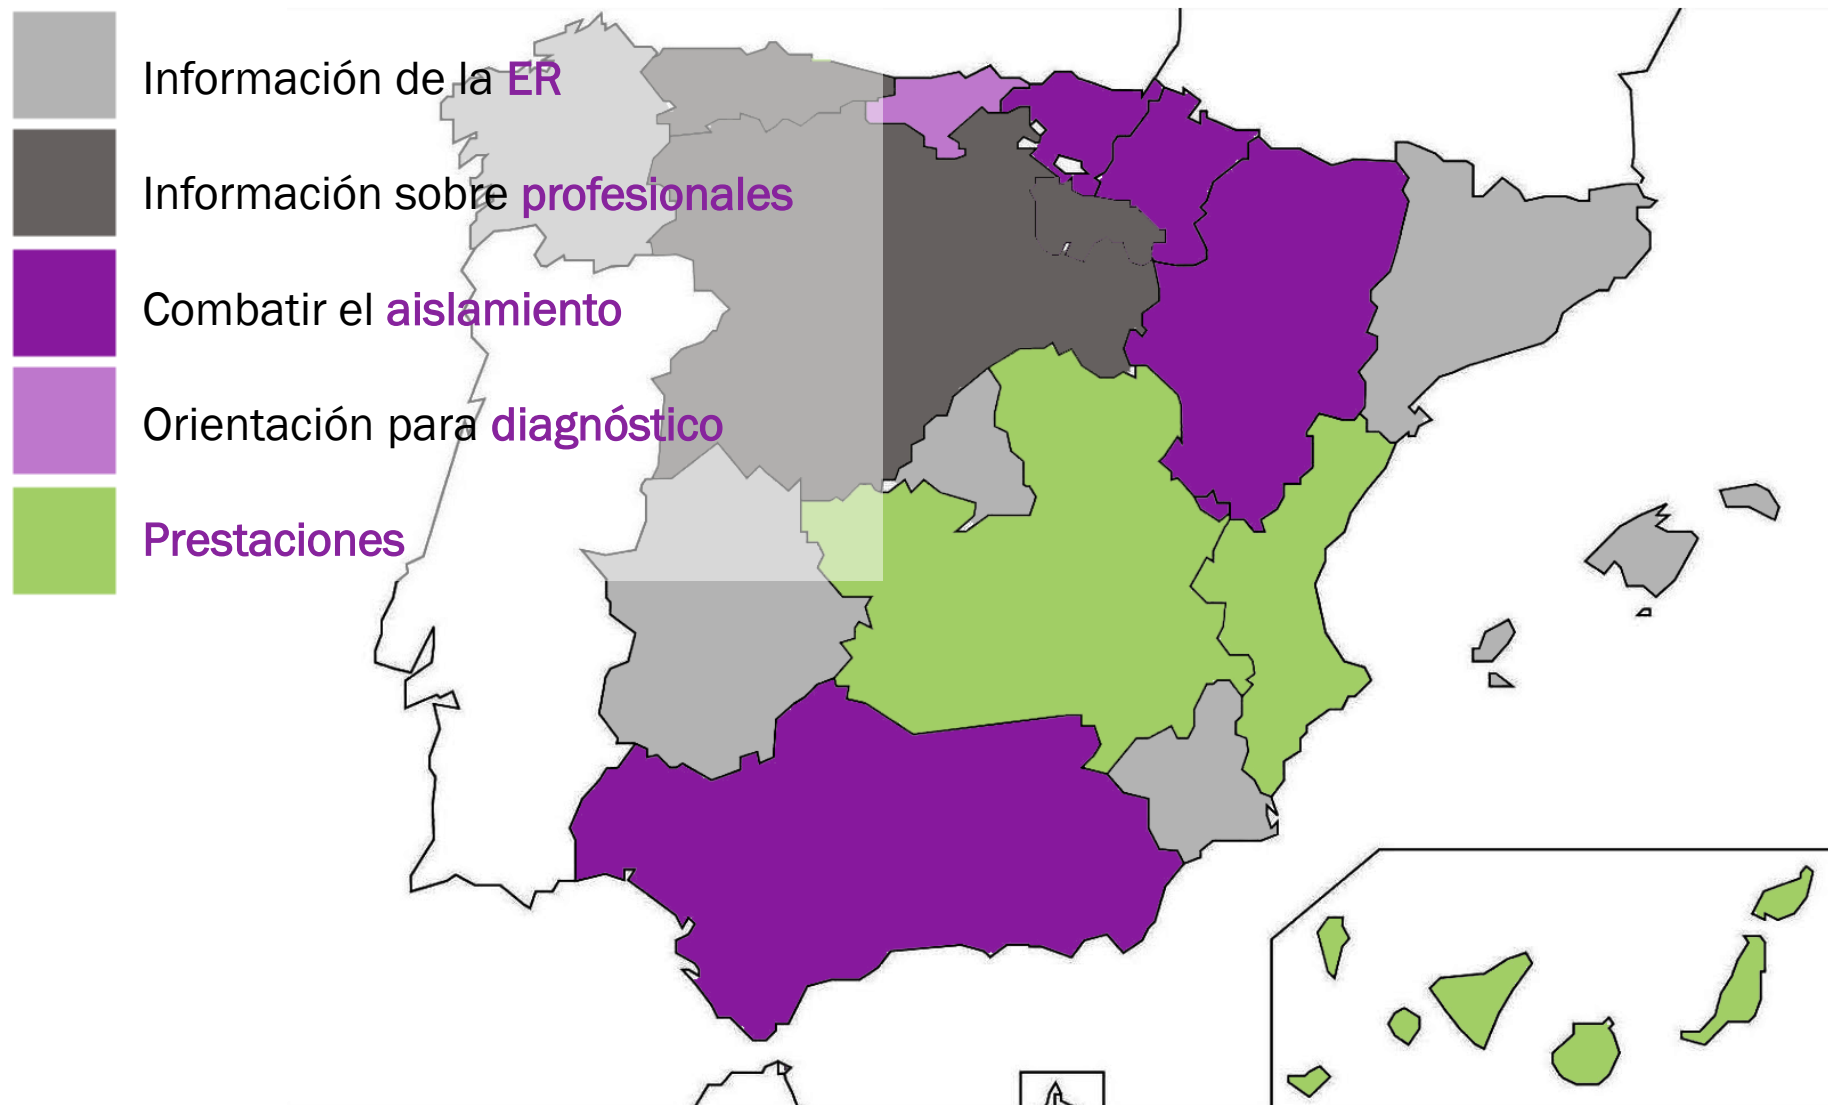 Información de la ER
Información sobre profesionales
Combatir el aislamiento
Orientación para diagnóstico
Prestaciones